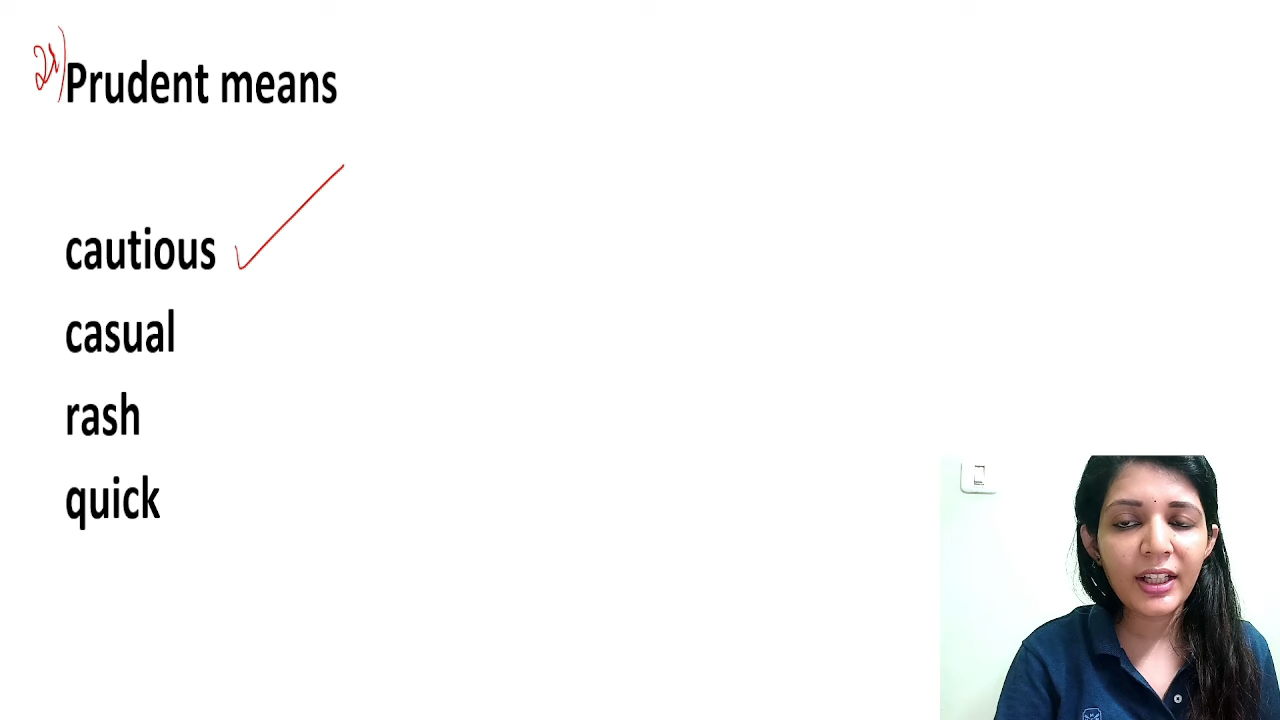 Prudent means
cautious
casual
rash
quick